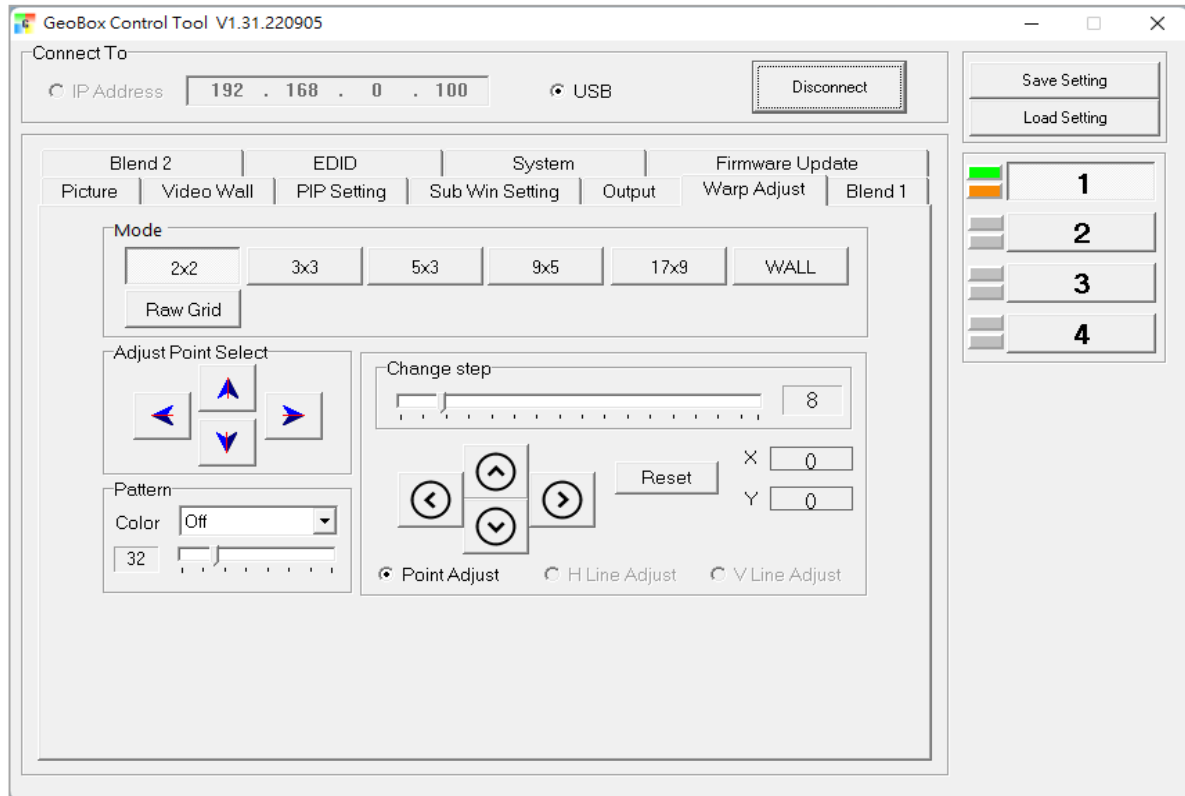 GeoBox Control Tool V1.31.220905
Connect To
IP Address 192 . 168 . 0 . 100 USB Disconnect
Save Setting
Load Setting
Blend 2 EDID System Firmware Update
Picture Video Wall PIP Setting Sub Win Setting Output Warp Adjust Blend 1
Mode
2x2 3x3 5x3 9x5 17x9 WALL
Raw Grid
Adjust Point Select
Change step
8
Reset
X 0
Y 0
Pattern
Color Off
32
Point Adjust H Line Adjust V Line Adjust
1
2
3
4